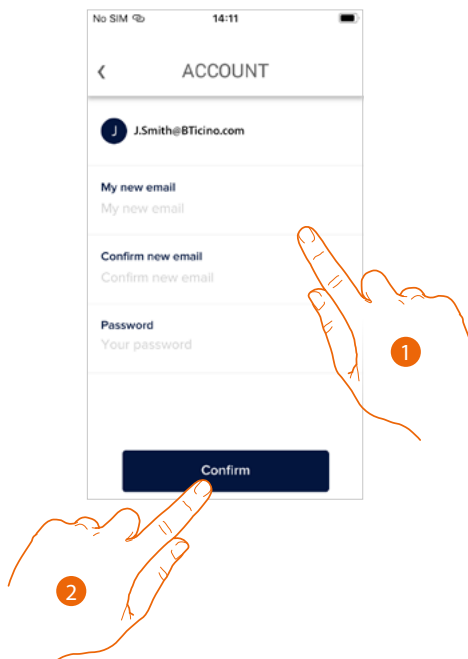 No SIM 14:11
ACCOUNT
J J.Smith@BTicino.com
My new email
My new email
Confirm new email
Confirm new email
Password
Your password
1
Confirm
2